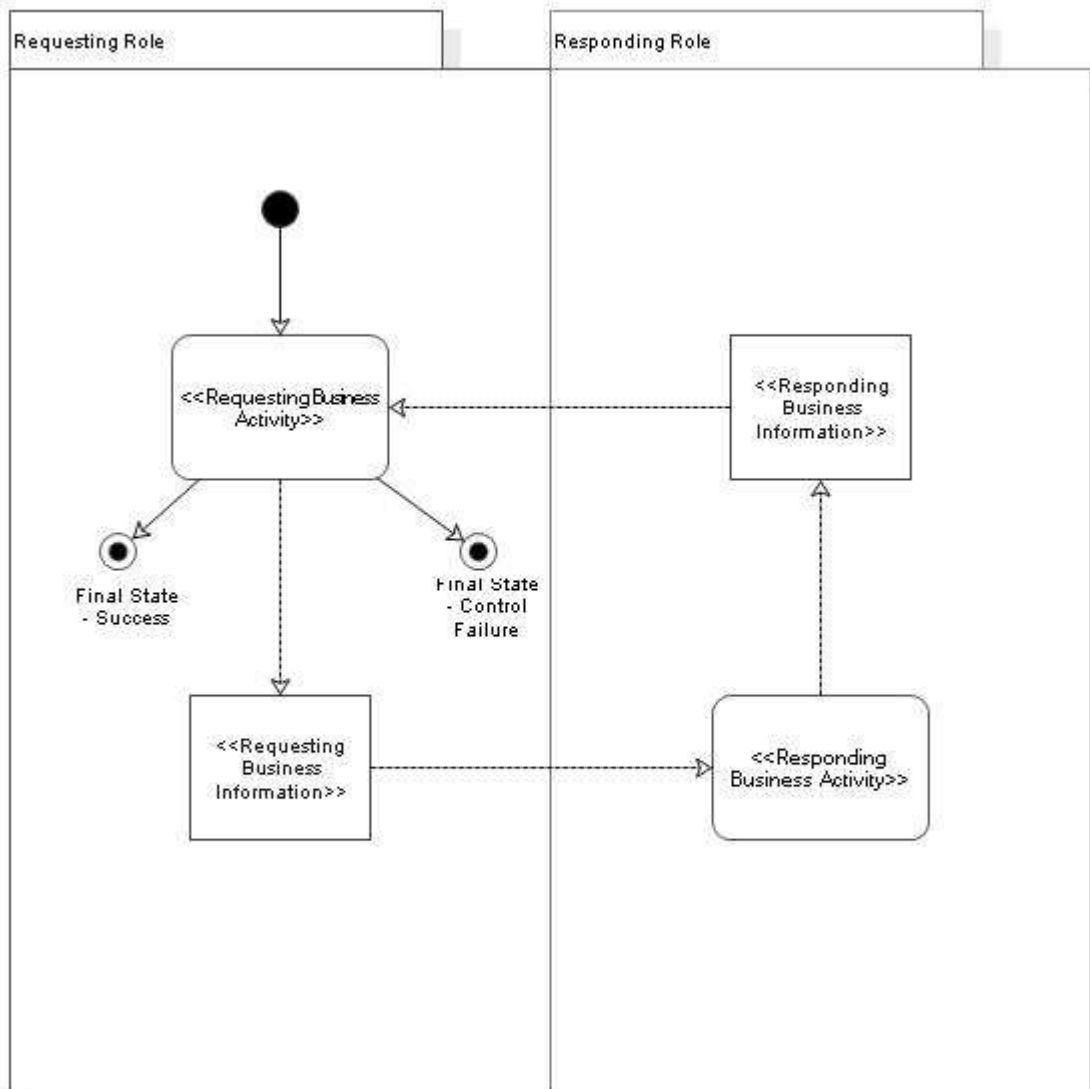 Requesting Role
Responding Role
<<RequestingBusiness
Activity>>
<<Responding
Business
Information>>
Final State
- Success
Final State
- Control
Failure
<<Requesting
Business
Information>>
<<Responding
Business Activity>>